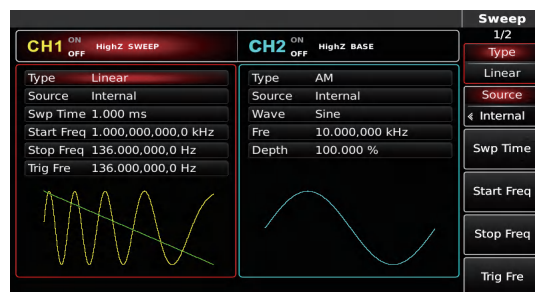 Sweep
1/2
CH1 ON OFF HighZ SWEEP
CH2 ON OFF HighZ BASE
Type Linear
Source Internal
Swp Time 1.000 ms
Start Freq 1.000,000,000,0 kHz
Stop Freq 136.000,000,0 Hz
Trig Fre 136.000,000,0 Hz
Type AM
Source Internal
Wave Sine
Fre 10.000,000 kHz
Depth 100.000 %
Type
Linear
Source
« Internal
Swp Time
Start Freq
Stop Freq
Trig Fre